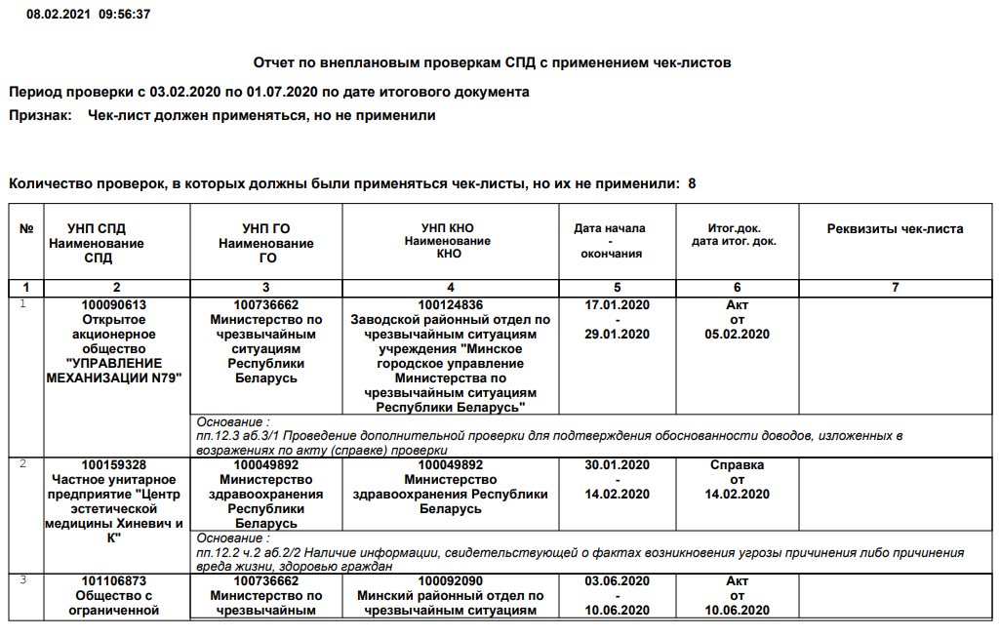 08.02.2021 09:56:37
Отчет по внеплановым проверкам СПД с применением чек-листов
Период проверки с 03.02.2020 по 01.07.2020 по дате итогового документа
Признак: Чек-лист должен применяться, но не применили
Количество проверок, в которых должны были применяться чек-листы, но их не применили: 8
№
УНП СПД
Наименование
СПД
УНП ГО
Наименование
ГО
УНП КНО
Наименование
КНО
Дата начала
-
окончания
Итог.док.
дата итог. док.
Реквизиты чек-листа
1 2 3 4 5 6 7
1
100090613
Открытое
акционерное
общество
"УПРАВЛЕНИЕ
МЕХАНИЗАЦИИ N79"
100736662
Министерство по
чрезвычайным
ситуациям
Республики
Беларусь
100124836
Заводской районный отдел по
чрезвычайным ситуациям
учреждения "Минское
городское управление
Министерства по
чрезвычайным ситуациям
Республики Беларусь"
17.01.2020
-
29.01.2020
Акт
от
05.02.2020
Основание :
пп.12.3 аб.3/1 Проведение дополнительной проверки для подтверждения обоснованности доводов, изложенных в
возражениях по акту (справке) проверки
2
100159328
Частное унитарное
предприятие "Центр
эстетической
медицины Хиневич и
К"
100049892
Министерство
здравоохранения
Республики
Беларусь
100049892
Министерство
здравоохранения Республики
Беларусь
30.01.2020
-
14.02.2020
Справка
от
14.02.2020
Основание :
пп.12.2 ч.2 аб.2/2 Наличие информации, свидетельствующей о фактах возникновения угрозы причинения либо причинения
вреда жизни, здоровью граждан
3
101106873
Общество с
ограниченной
100736662
Министерство по
чрезвычайным
100092090
Минский районный отдел по
чрезвычайным ситуациям
03.06.2020
-
10.06.2020
Акт
от
10.06.2020